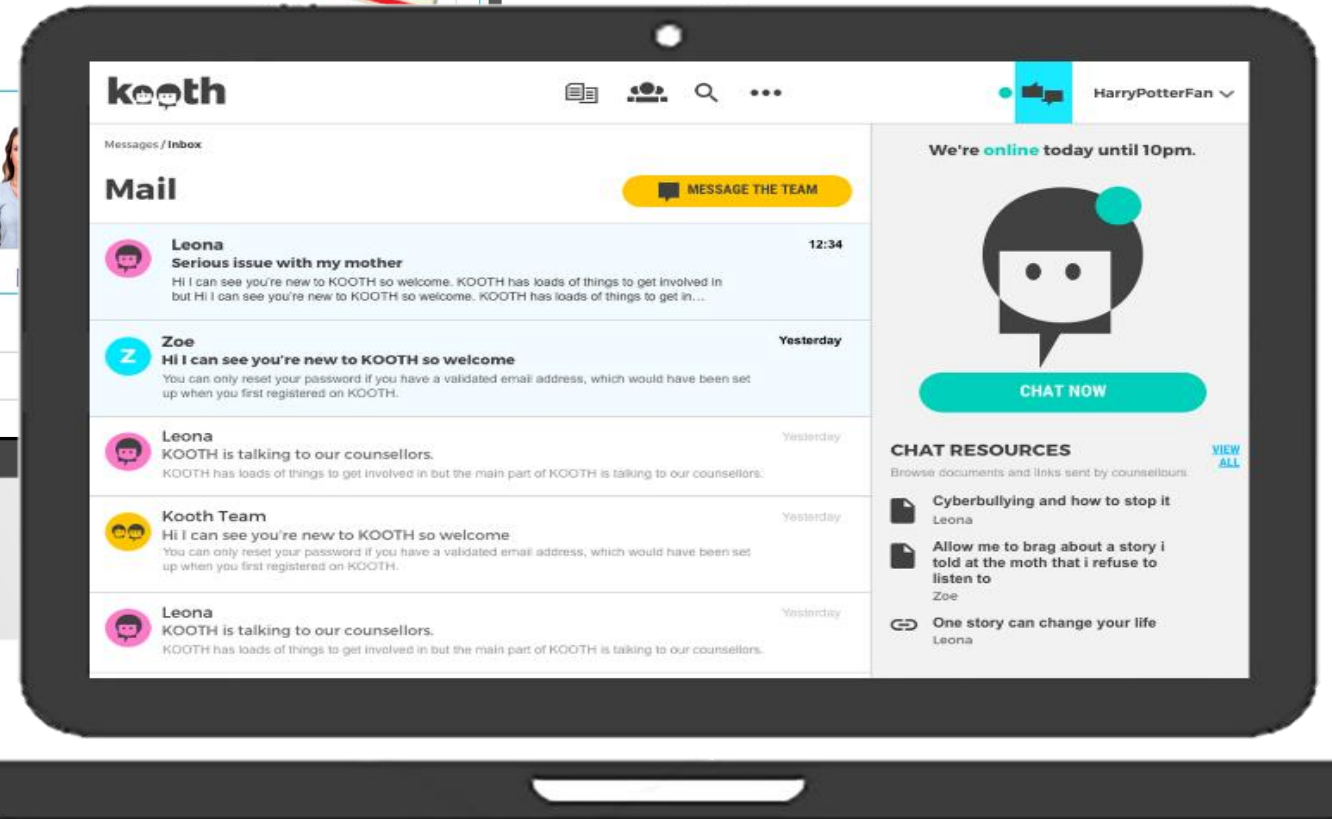 kooth
HarryPotterFan
Messages / Inbox
Mail
MESSAGE THE TEAM
Leona
12:34
Serious issue with my mother
Hi I can see you're new to KOOTH so welcome. KOOTH has loads of things to get involved in
but Hi I can see you're new to KOOTH so welcome. KOOTH has loads of things to get in...
Zoe
Yesterday
Z
Hi I can see you're new to KOOTH so welcome
You can only reset your password if you have a validated email address, which would have been set
up when you first registered on KOOTH.
Leona
Yesterday
KOOTH is talking to our counsellors.
KOOTH has loads of things to get involved in but the main part of KOOTH is talking to our counsellors.
Kooth Team
Yesterday
Hi I can see you're new to KOOTH so welcome
You can only reset your password if you have a validated email address, which would have been set
up when you first registered on KOOTH.
Leona
Yesterday
KOOTH is talking to our counsellors.
KOOTH has loads of things to get involved in but the main part of KOOTH is talking to our counsellors.
We're online today until 10pm.
CHAT NOW
CHAT RESOURCES
VIEW
ALL
Browse documents and links sent by counsellours
Cyberbullying and how to stop it
Leona
Allow me to brag about a story i
told at the moth that i refuse to
listen to
Zoe
One story can change your life
Leona